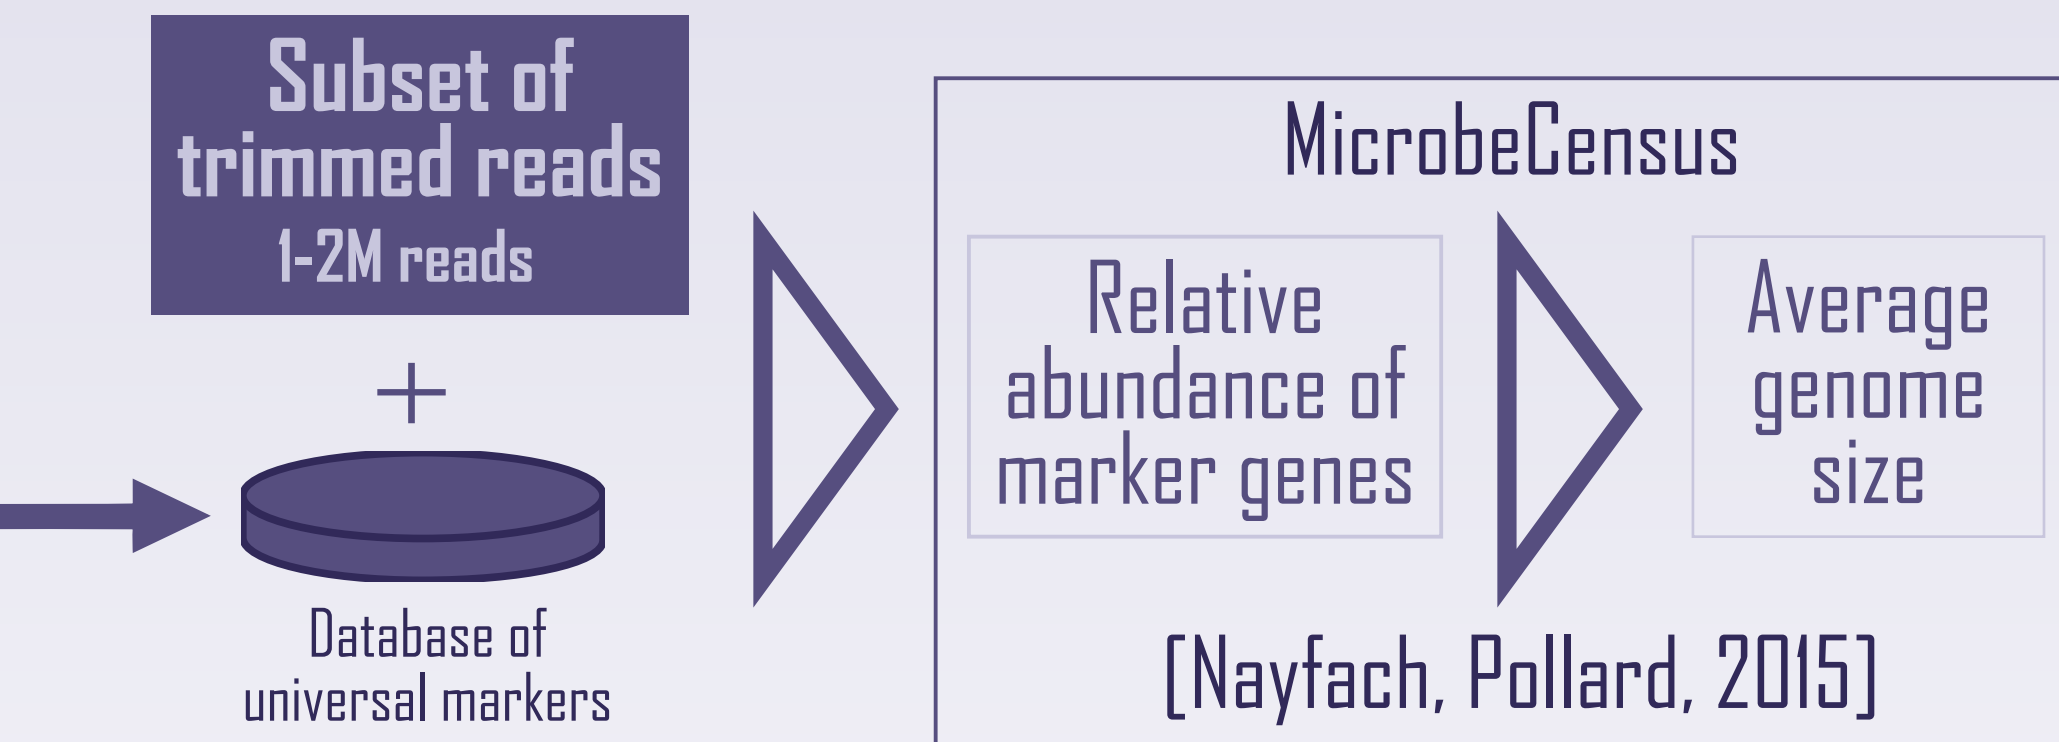 Subset of
trimmed reads
1-2M reads
+
Database of
universal markers
MicrobeCensus
Relative
abundance of
marker genes
Average
genome
size
[Nayfach, Pollard, 2015]